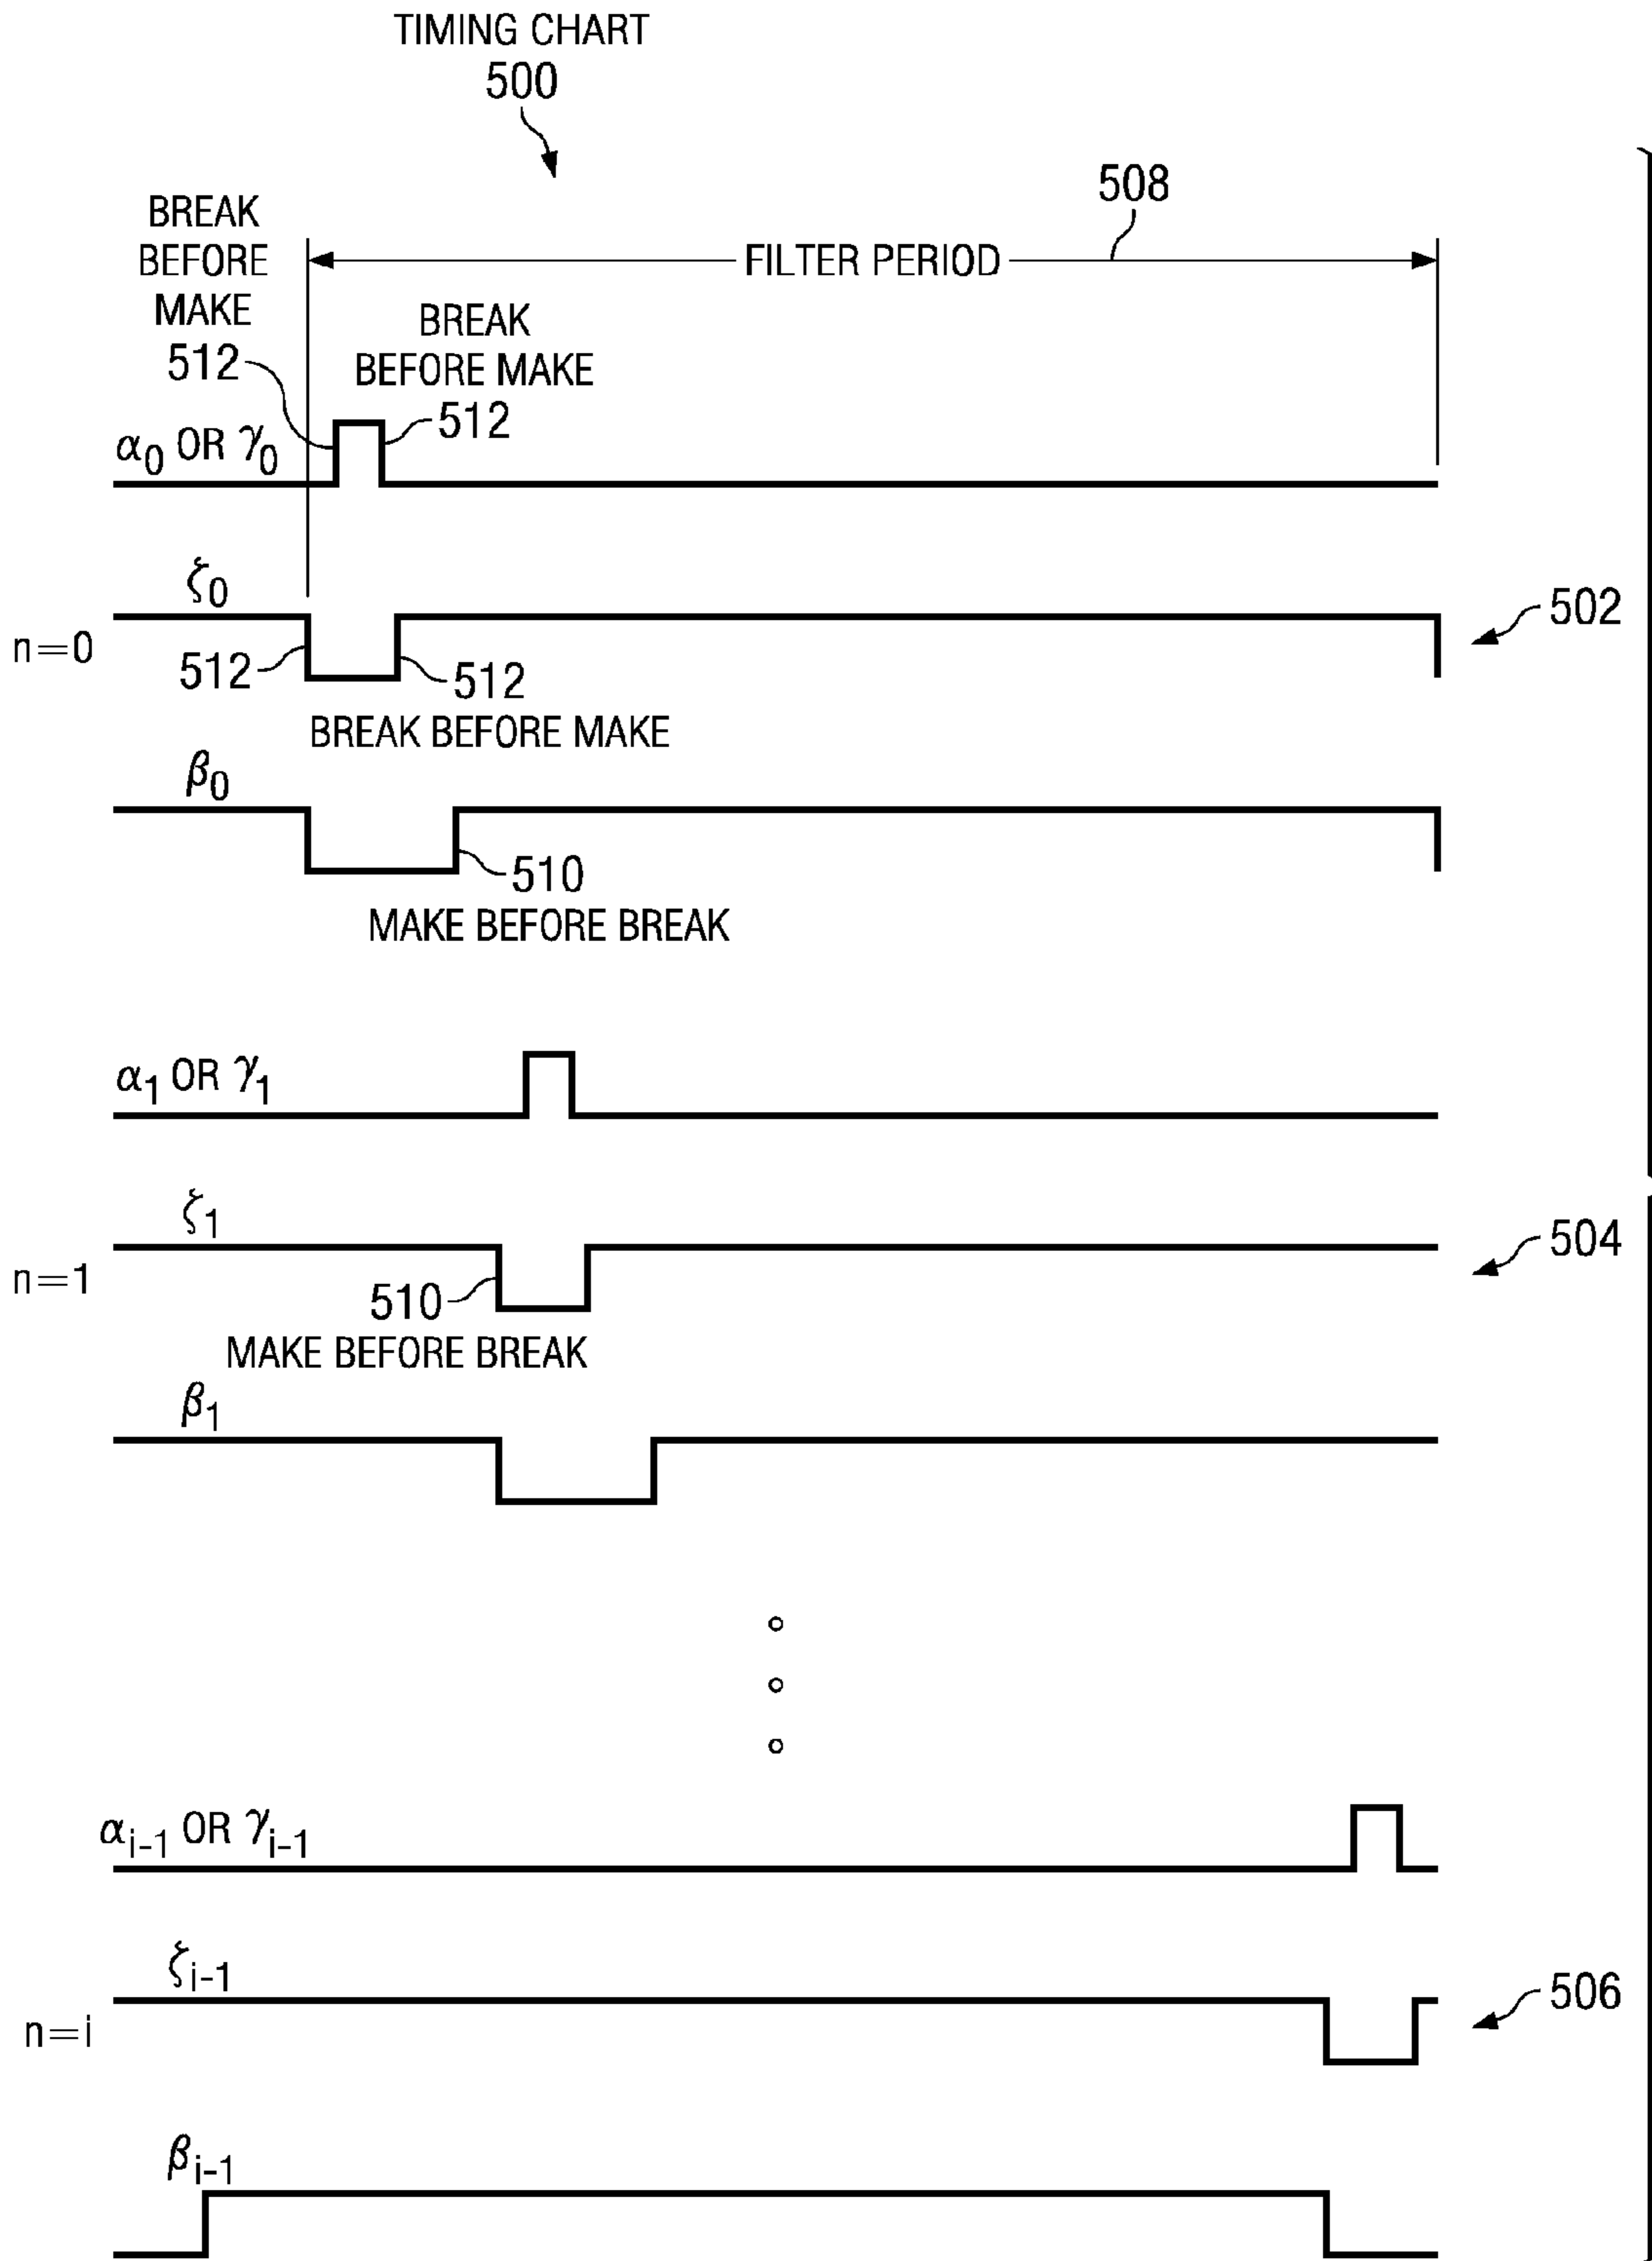 TIMING CHART
500
508
BREAK
BEFORE
MAKE
512
FILTER PERIOD
BREAK
BEFORE MAKE
512
α0 OR γ0
ζ0
n=0
502
512
512
BREAK BEFORE MAKE
β0
510
MAKE BEFORE BREAK
α1 OR γ1
ζ1
n=1
504
510
MAKE BEFORE BREAK
β1
αi-1 OR γi-1
ζi-1
n=i
506
βi-1